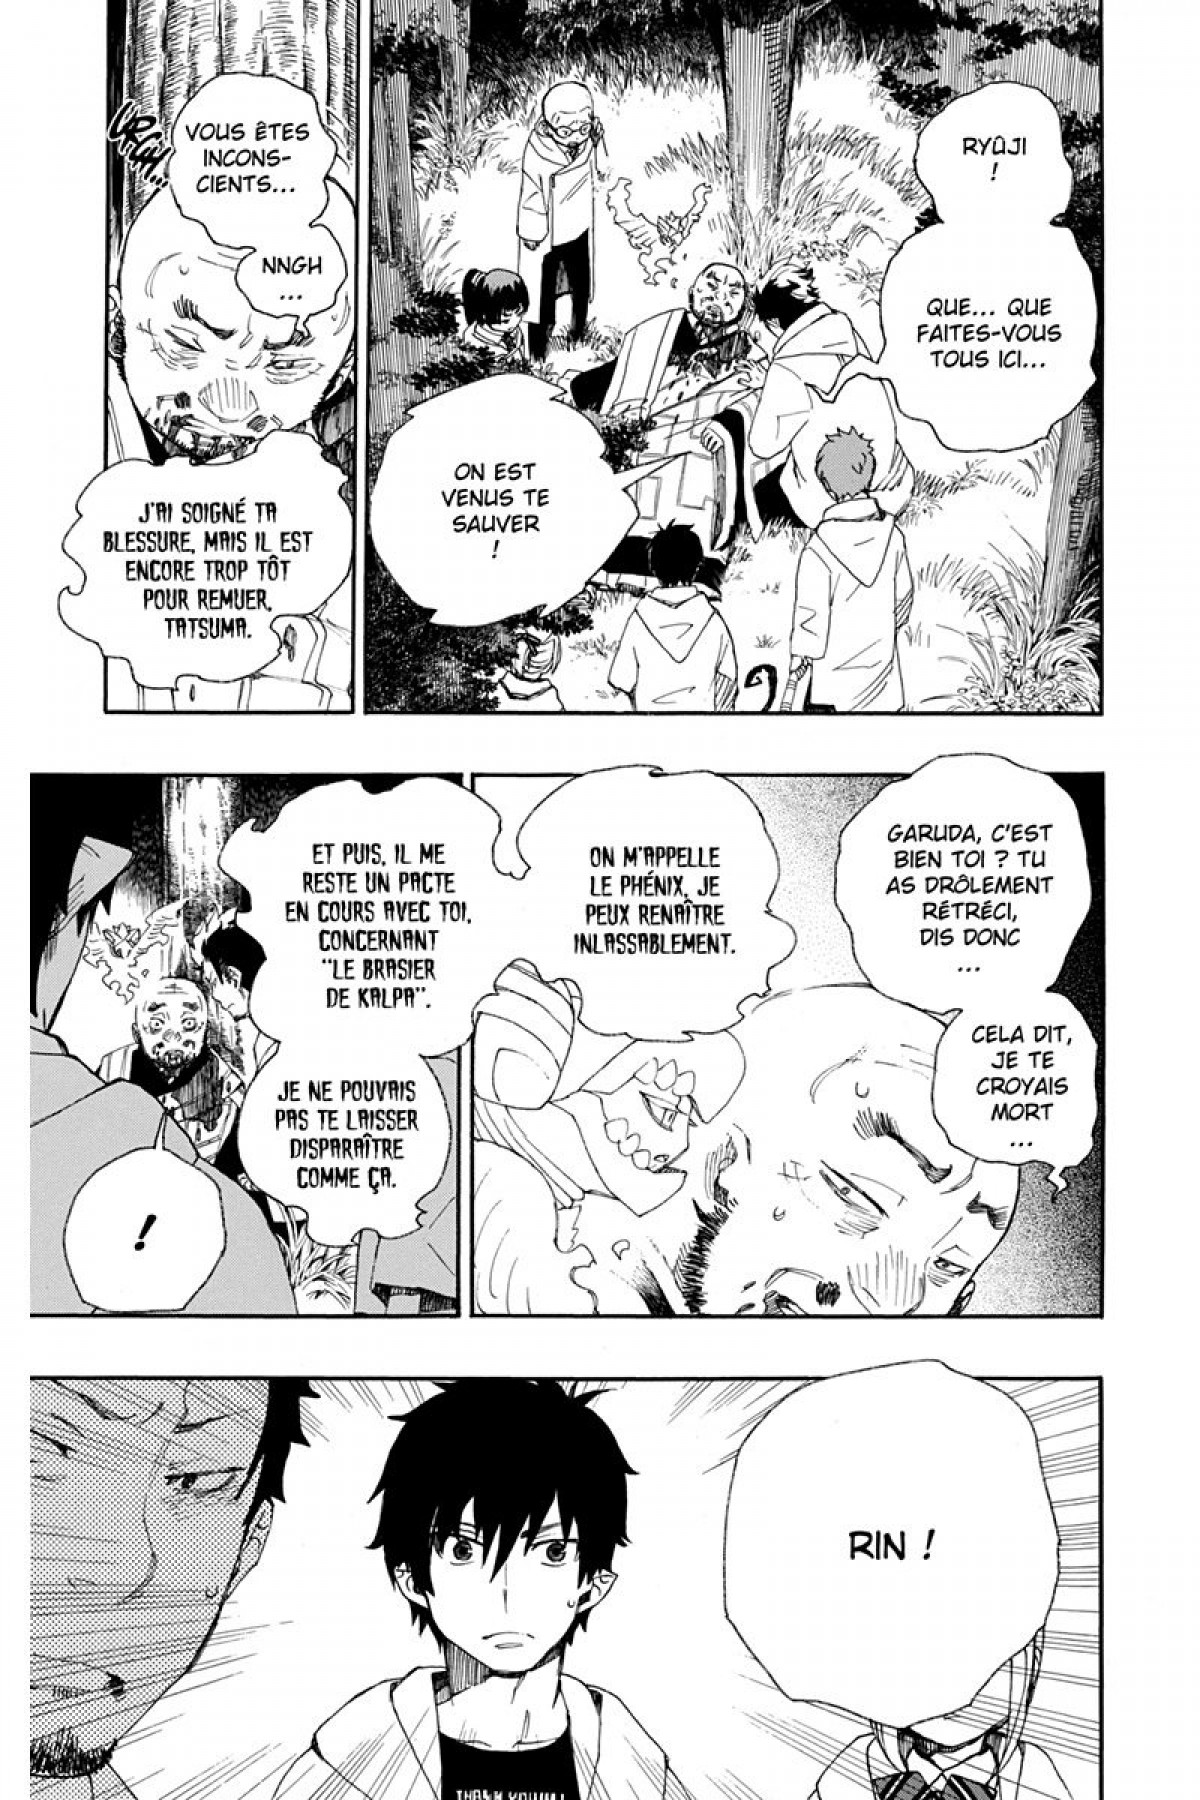 RYÛJI
!
QUE... QUE
FAITES-VOUS
TOUS ICI...
ON EST
VENUS TE
SAUVER
!
VOUS ÊTES
INCONS-
CIENTS...
URGH...
NNGH
...
J'AI SOIGNÉ TA
BLESSURE, MAIS IL EST
ENCORE TROP TÔT
POUR REMUER,
TATSUMA.
GARUDA, C'EST
BIEN TOI ? TU
AS DRÔLEMENT
RÉTRÉCI,
DIS DONC
...
CELA DIT,
JE TE
CROYAIS
MORT
...
ON M'APPELLE
LE PHÉNIX, JE
PEUX RENAÎTRE
INLASSABLEMENT.
ET PUIS, IL ME
RESTE UN PACTE
EN COURS AVEC TOI,
CONCERNANT
"LE BRASIER
DE KALPA".
JE NE POUVAIS
PAS TE LAISSER
DISPARAÎTRE
COMME ÇA.
!
RIN !